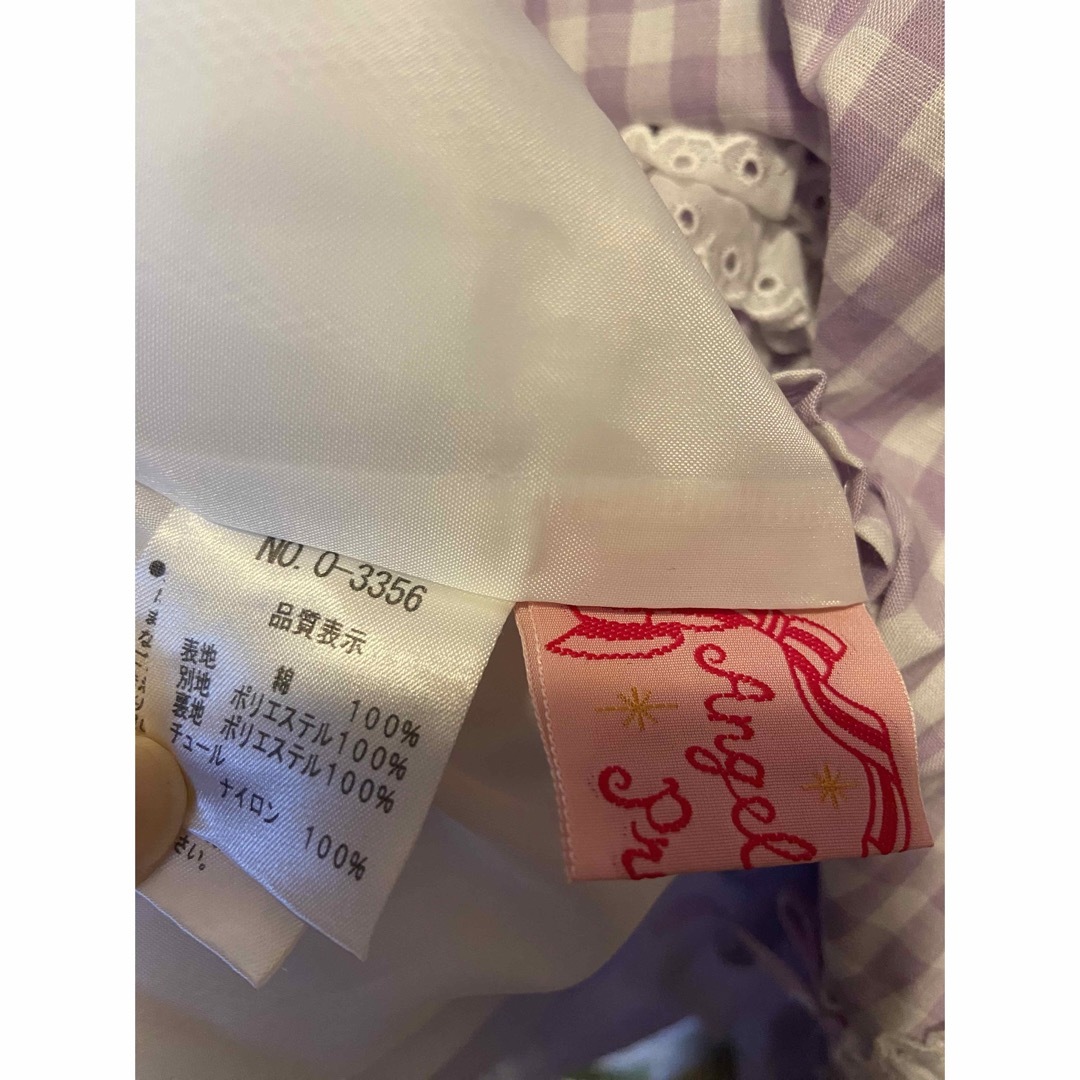 NO. 0-3356
品質表示
表地 綿 100%
別地 ポリエステル100%
裏地 ポリエステル100%
チュール ナイロン 100%
さい。
Angel
Pr